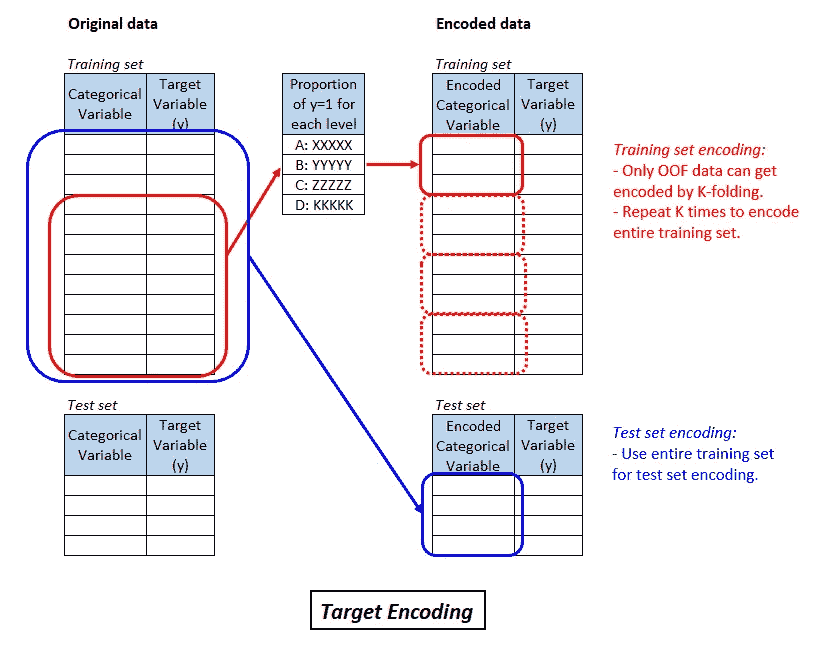 Original data
Encoded data
Training set
Categorical
Variable
Target
Variable
(y)
Proportion
of y=1 for
each level
A: XXXXX
B: YYYYY
C: ZZZZZ
D: KKKKK
Training set
Encoded
Categorical
Variable
Target
Variable
(y)
Training set encoding:
- Only OOF data can get
encoded by K-folding.
- Repeat K times to encode
entire training set.
Test set
Categorical
Variable
Target
Variable
(y)
Test set
Encoded
Categorical
Variable
Target
Variable
(y)
Test set encoding:
- Use entire training set
for test set encoding.
Target Encoding